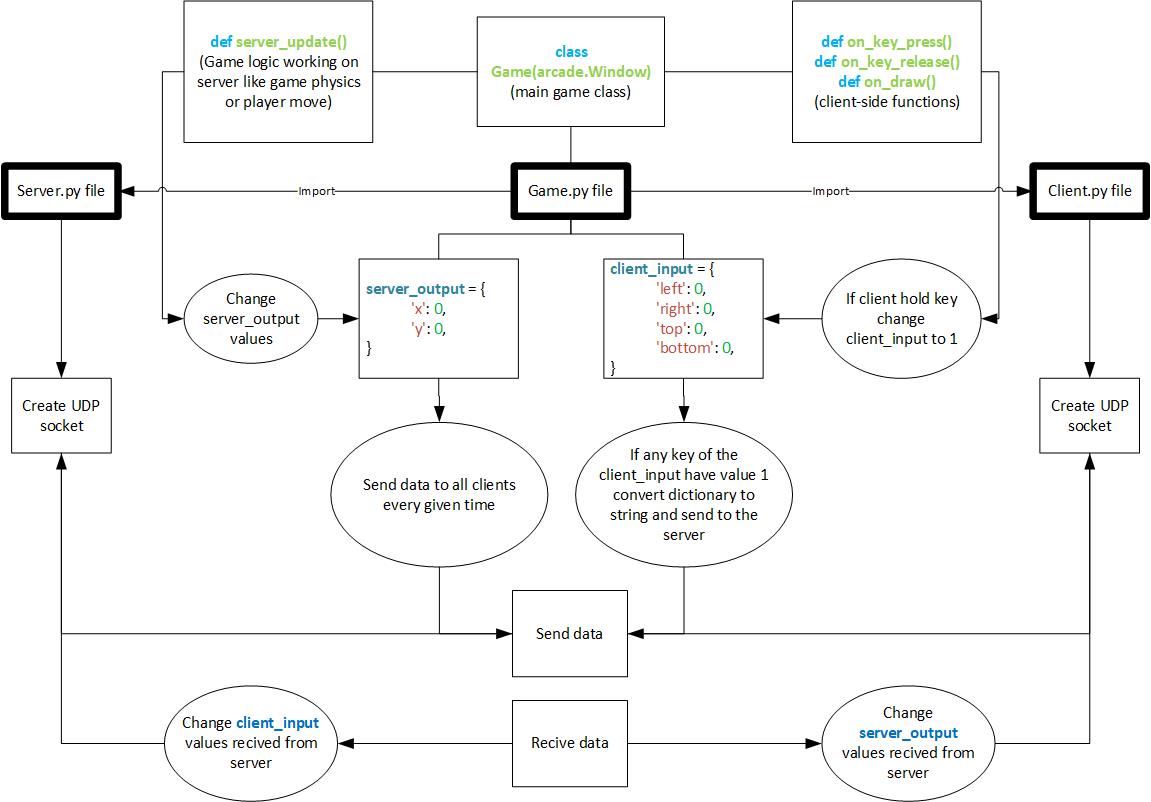 def server_update()
(Game logic working on
server like game physics
or player move)
class
Game(arcade.Window)
(main game class)
def on_key_press()
def on_key_release()
def on_draw()
(client-side functions)
Server.py file
Import
Game.py file
Import
Client.py file
Change
server_output
values
server_output = {
'x': 0,
'y': 0,
}
client_input = {
'left': 0,
'right': 0,
'top': 0,
'bottom': 0,
}
If client hold key
change
client_input to 1
Create UDP
socket
Create UDP
socket
Send data to all clients
every given time
If any key of the
client_input have value 1
convert dictionary to
string and send to the
server
Send data
Change client_input
values recived from
server
Recive data
Change
server_output
values recived from
server